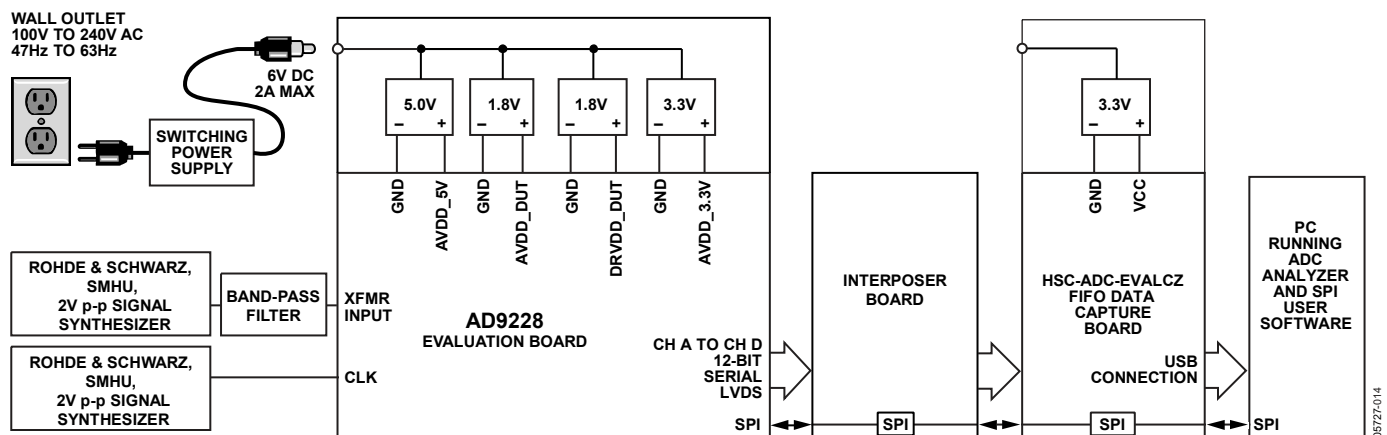 WALL OUTLET
100V TO 240V AC
47Hz TO 63Hz
6V DC
2A MAX
SWITCHING
POWER
SUPPLY
5.0V
– +
1.8V
– +
1.8V
– +
3.3V
– +
GND
AVDD_5V
GND
AVDD_DUT
GND
DRVDD_DUT
GND
AVDD_3.3V
3.3V
– +
GND
VCC
ROHDE & SCHWARZ,
SMHU,
2V p-p SIGNAL
SYNTHESIZER
BAND-PASS
FILTER
XFMR
INPUT
ROHDE & SCHWARZ,
SMHU,
2V p-p SIGNAL
SYNTHESIZER
CLK
AD9228
EVALUATION BOARD
CH A TO CH D
12-BIT
SERIAL
LVDS
SPI
INTERPOSER
BOARD
SPI
HSC-ADC-EVALCZ
FIFO DATA
CAPTURE
BOARD
USB
CONNECTION
SPI
PC
RUNNING
ADC
ANALYZER
AND SPI
USER
SOFTWARE
SPI
05727-014